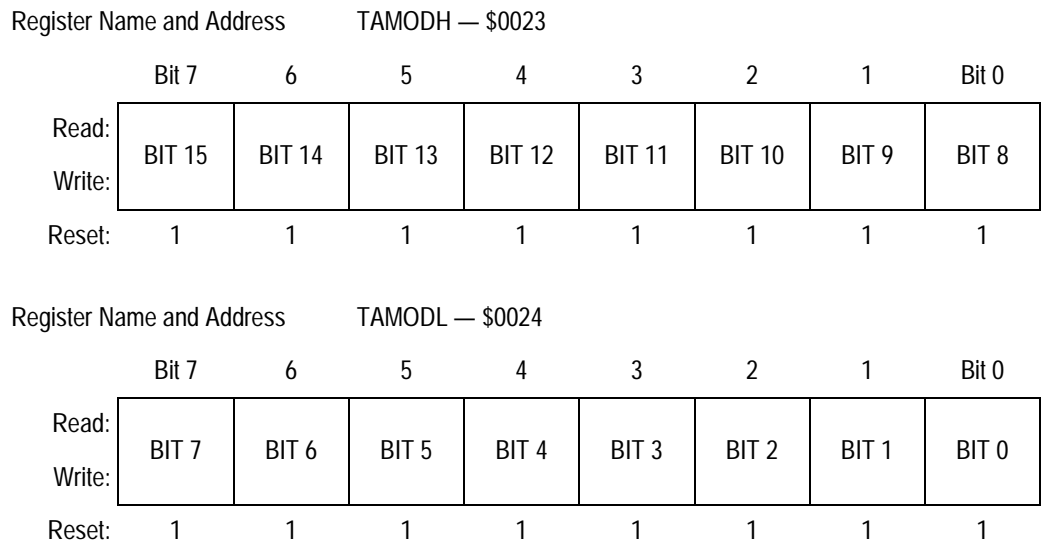 Register Name and Address TAMODH — $0023
Bit 7 6 5 4 3 2 1 Bit 0
Read:
BIT 15 BIT 14 BIT 13 BIT 12 BIT 11 BIT 10 BIT 9 BIT 8
Write:
Reset: 1 1 1 1 1 1 1 1
Register Name and Address TAMODL — $0024
Bit 7 6 5 4 3 2 1 Bit 0
Read:
BIT 7 BIT 6 BIT 5 BIT 4 BIT 3 BIT 2 BIT 1 BIT 0
Write:
Reset: 1 1 1 1 1 1 1 1